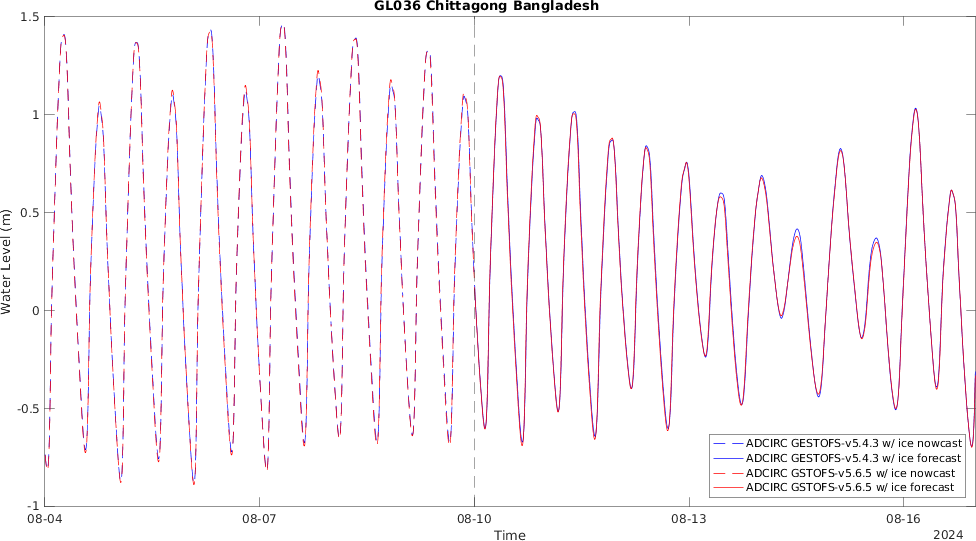 GL036 Chittagong Bangladesh
1.5
1
0.5
0
-0.5
-1
Water Level (m)
08-04
08-07
08-10
08-13
08-16
Time
2024
ADCIRC GESTOFS-v5.4.3 w/ ice nowcast
ADCIRC GESTOFS-v5.4.3 w/ ice forecast
ADCIRC GSTOFS-v5.6.5 w/ ice nowcast
ADCIRC GSTOFS-v5.6.5 w/ ice forecast